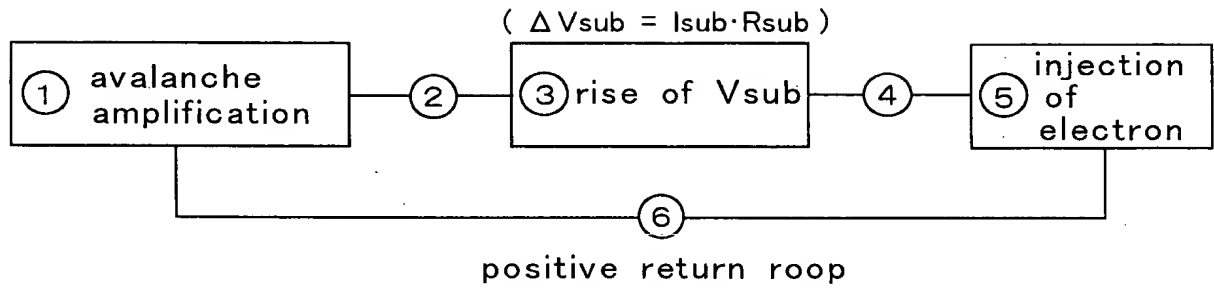 ( ΔVsub = Isub·Rsub )
① avalanche
amplification
②
③ rise of Vsub
④
⑤ injection
of
electron
⑥
positive return roop